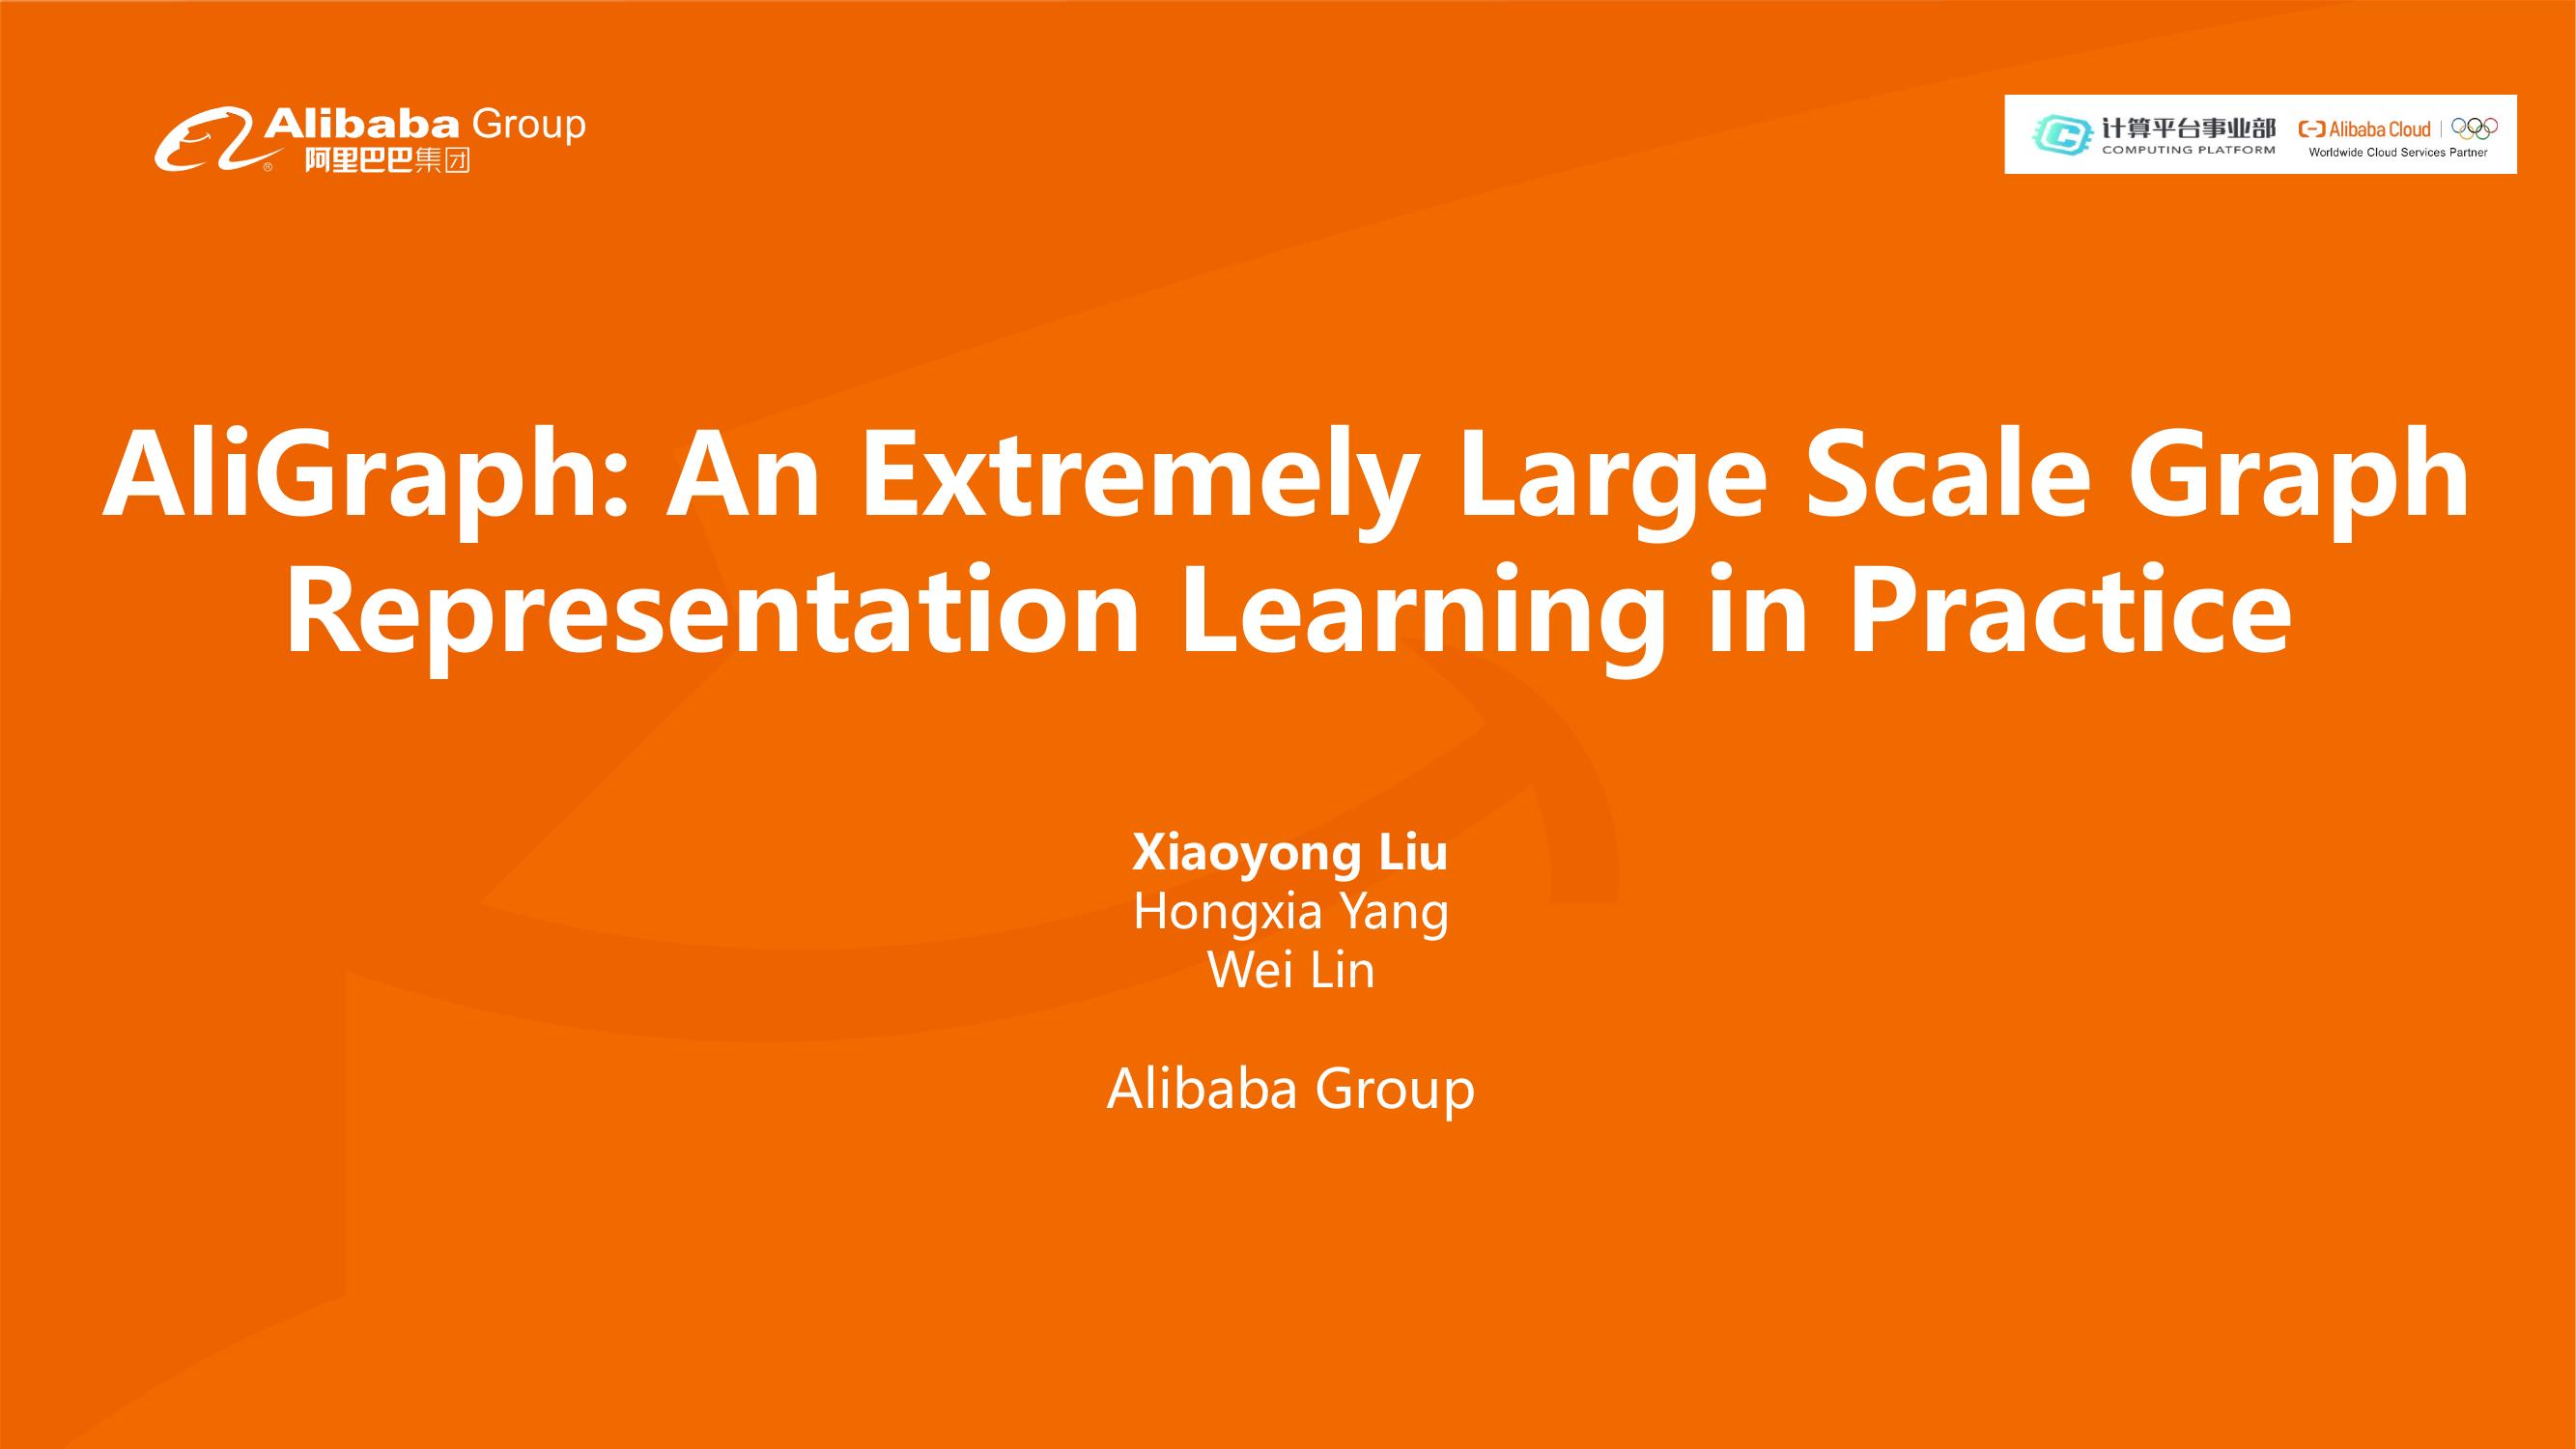 Alibaba Group
阿里巴巴集团
计算平台事业部
COMPUTING PLATFORM
Alibaba Cloud
Worldwide Cloud Services Partner
AliGraph: An Extremely Large Scale Graph
Representation Learning in Practice
Xiaoyong Liu
Hongxia Yang
Wei Lin
Alibaba Group